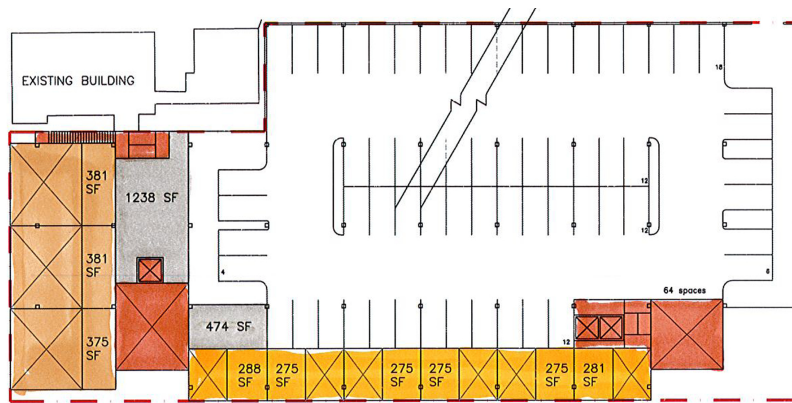 EXISTING BUILDING
18
381
SF
12
1238 SF
12
381
SF
4
6
64 spaces
474 SF
12
375
SF
288
SF
275
SF
275
SF
275
SF
275
SF
281
SF